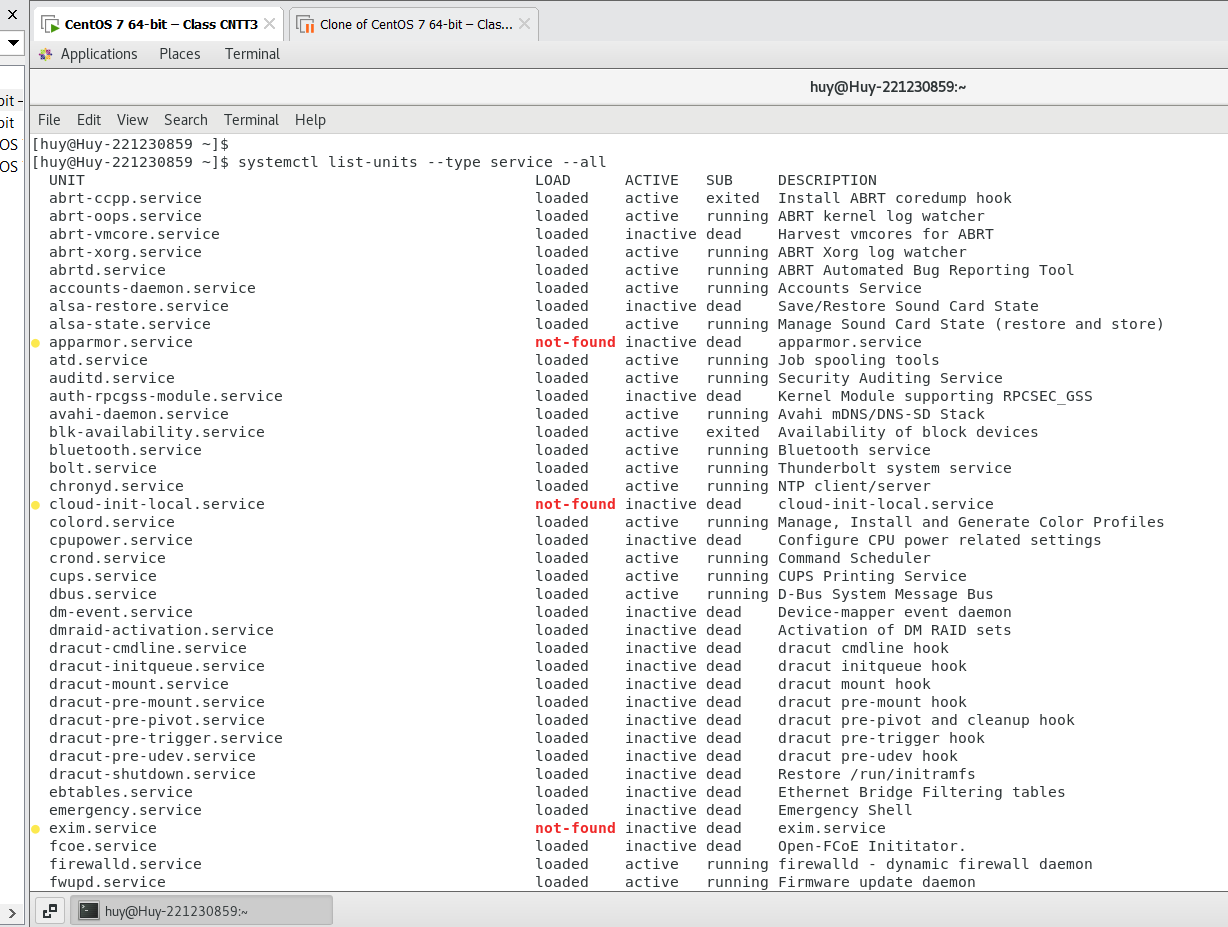 CentOS 7 64-bit – Class CNTT3
Clone of CentOS 7 64-bit – Clas...
Applications Places Terminal
huy@Huy-221230859:~
bit –
bit
OS
OS
File Edit View Search Terminal Help
[huy@Huy-221230859 ~]$
[huy@Huy-221230859 ~]$ systemctl list-units --type service --all
UNIT LOAD ACTIVE SUB DESCRIPTION
abrt-ccpp.service loaded active exited Install ABRT coredump hook
abrt-oops.service loaded active running ABRT kernel log watcher
abrt-vmcore.service loaded inactive dead Harvest vmcores for ABRT
abrt-xorg.service loaded active running ABRT Xorg log watcher
abrtd.service loaded active running ABRT Automated Bug Reporting Tool
accounts-daemon.service loaded active running Accounts Service
alsa-restore.service loaded inactive dead Save/Restore Sound Card State
alsa-state.service loaded active running Manage Sound Card State (restore and store)
apparmor.service not-found inactive dead apparmor.service
atd.service loaded active running Job spooling tools
auditd.service loaded active running Security Auditing Service
auth-rpcgss-module.service loaded inactive dead Kernel Module supporting RPCSEC_GSS
avahi-daemon.service loaded active running Avahi mDNS/DNS-SD Stack
blk-availability.service loaded active exited Availability of block devices
bluetooth.service loaded active running Bluetooth service
bolt.service loaded active running Thunderbolt system service
chronyd.service loaded active running NTP client/server
cloud-init-local.service not-found inactive dead cloud-init-local.service
colord.service loaded active running Manage, Install and Generate Color Profiles
cpupower.service loaded inactive dead Configure CPU power related settings
crond.service loaded active running Command Scheduler
cups.service loaded active running CUPS Printing Service
dbus.service loaded active running D-Bus System Message Bus
dm-event.service loaded inactive dead Device-mapper event daemon
dmraid-activation.service loaded inactive dead Activation of DM RAID sets
dracut-cmdline.service loaded inactive dead dracut cmdline hook
dracut-initqueue.service loaded inactive dead dracut initqueue hook
dracut-mount.service loaded inactive dead dracut mount hook
dracut-pre-mount.service loaded inactive dead dracut pre-mount hook
dracut-pre-pivot.service loaded inactive dead dracut pre-pivot and cleanup hook
dracut-pre-trigger.service loaded inactive dead dracut pre-trigger hook
dracut-pre-udev.service loaded inactive dead dracut pre-udev hook
dracut-shutdown.service loaded inactive dead Restore /run/initramfs
ebtables.service loaded inactive dead Ethernet Bridge Filtering tables
emergency.service loaded inactive dead Emergency Shell
exim.service not-found inactive dead exim.service
fcoe.service loaded inactive dead Open-FCoE Inititator.
firewalld.service loaded active running firewalld - dynamic firewall daemon
fwupd.service loaded active running Firmware update daemon
huy@Huy-221230859:~